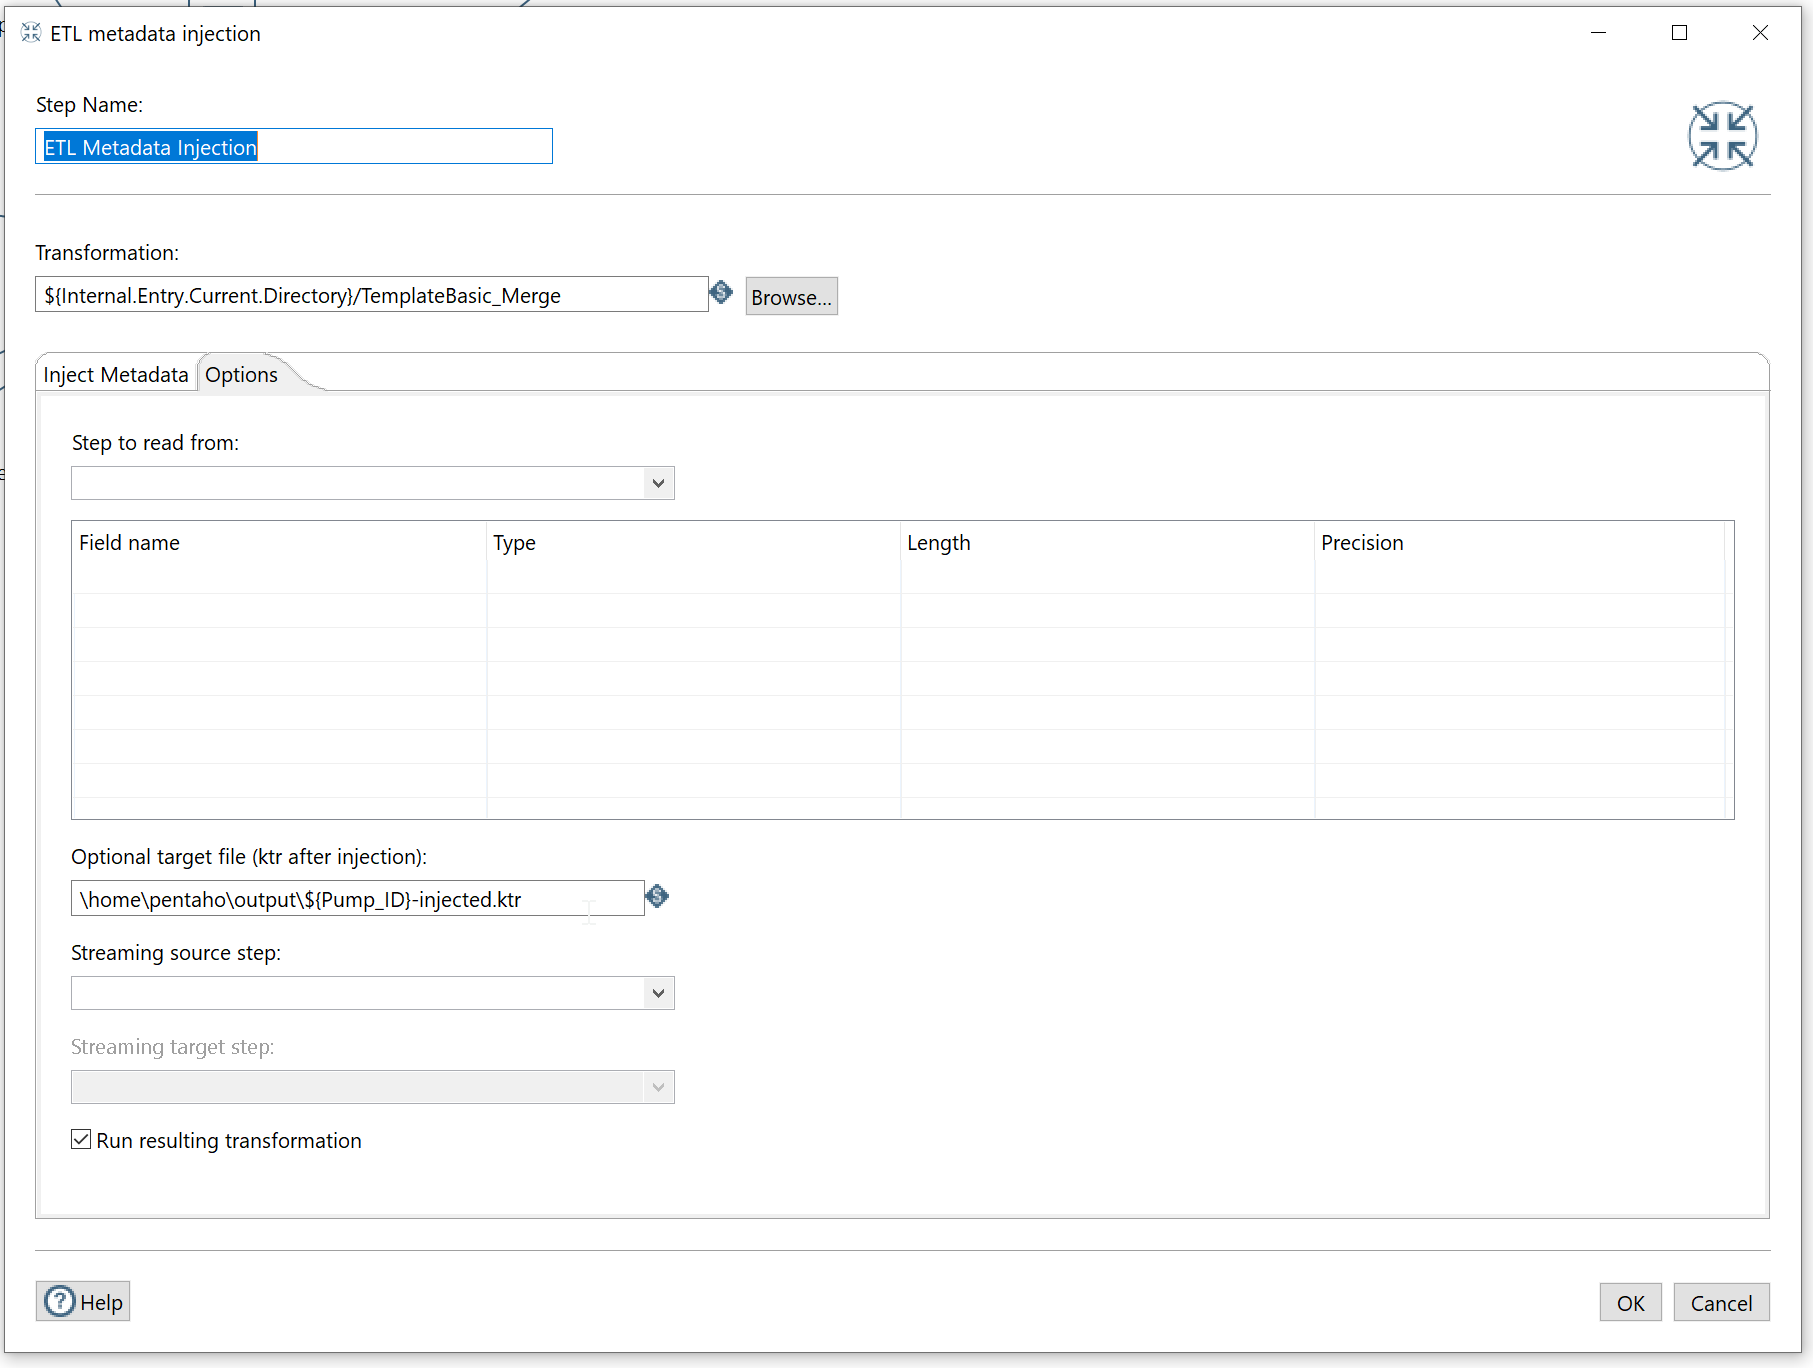 ETL metadata injection
Step Name:
ETL Metadata Injection
Transformation:
${Internal.Entry.Current.Directory}/TemplateBasic_Merge
Browse...
Inject Metadata
Options
Step to read from:
Field name Type Length Precision
Optional target file (ktr after injection):
\home\pentaho\output\${Pump_ID}-injected.ktr
Streaming source step:
Streaming target step:
Run resulting transformation
Help
OK
Cancel